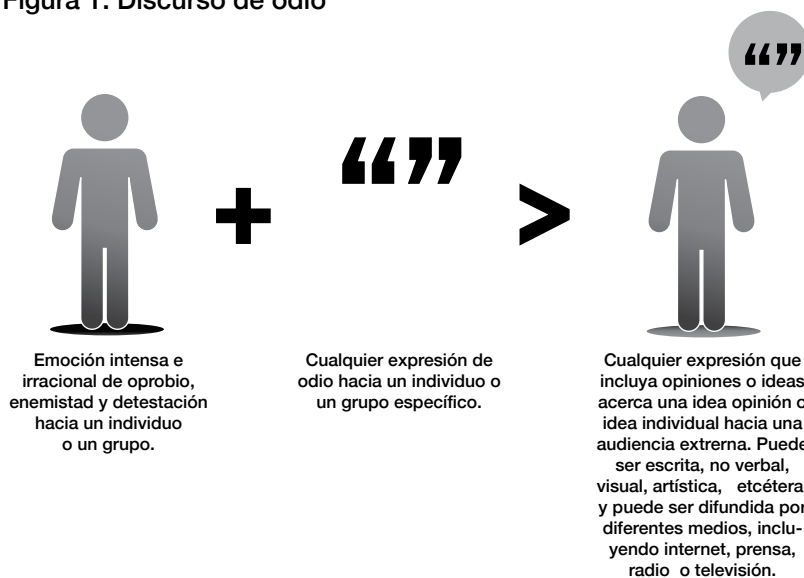 Figura 1. Discurso de odio
“”
“”
+
>
Emoción intensa e
irracional de oprobio,
enemistad y detestación
hacia un individuo
o un grupo.
Cualquier expresión de
odio hacia un individuo o
un grupo específico.
Cualquier expresión que
incluya opiniones o ideas
acerca una idea opinión o
idea individual hacia una
audiencia extrerna. Puede
ser escrita, no verbal,
visual, artística, etcétera
y puede ser difundida por
diferentes medios, inclu-
yendo internet, prensa,
radio o televisión.